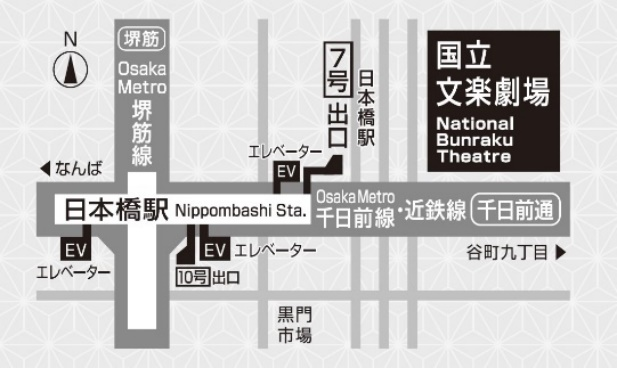 N
堺筋
Osaka
Metro
堺筋線
7号出口
日本橋駅
国立
文楽劇場
National
Bunraku
Theatre
エレベーター
EV
なんば
日本橋駅 Nippombashi Sta.
Osaka Metro
千日前線・近鉄線 千日前通
EV
エレベーター
EV エレベーター
10号出口
谷町九丁目
黒門
市場